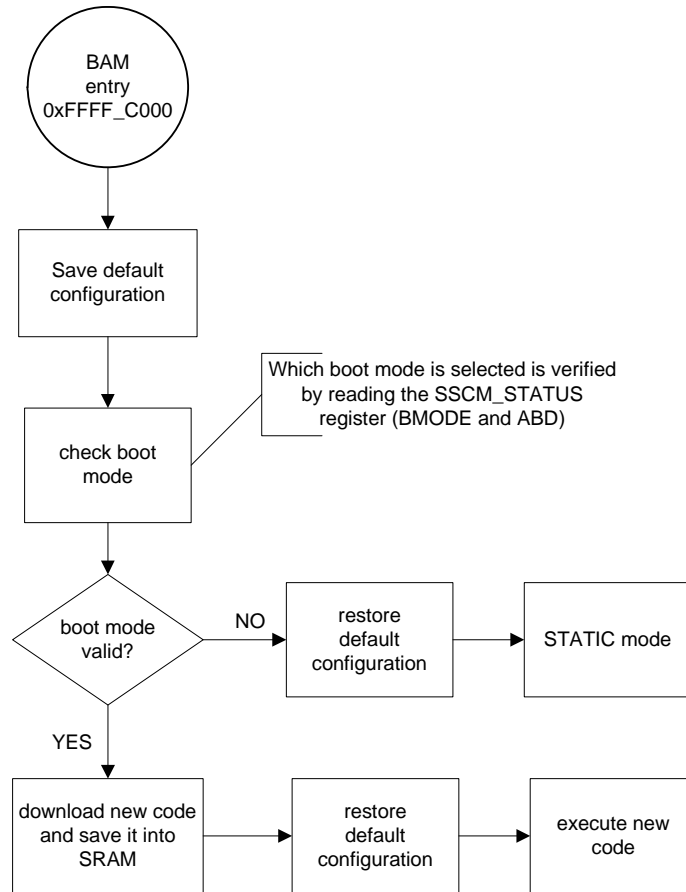 BAM
entry
0xFFFF_C000
Save default
configuration
Which boot mode is selected is verified
by reading the SSCM_STATUS
register (BMODE and ABD)
check boot
mode
boot mode
valid?
NO
restore
default
configuration
STATIC mode
YES
download new code
and save it into
SRAM
restore
default
configuration
execute new
code